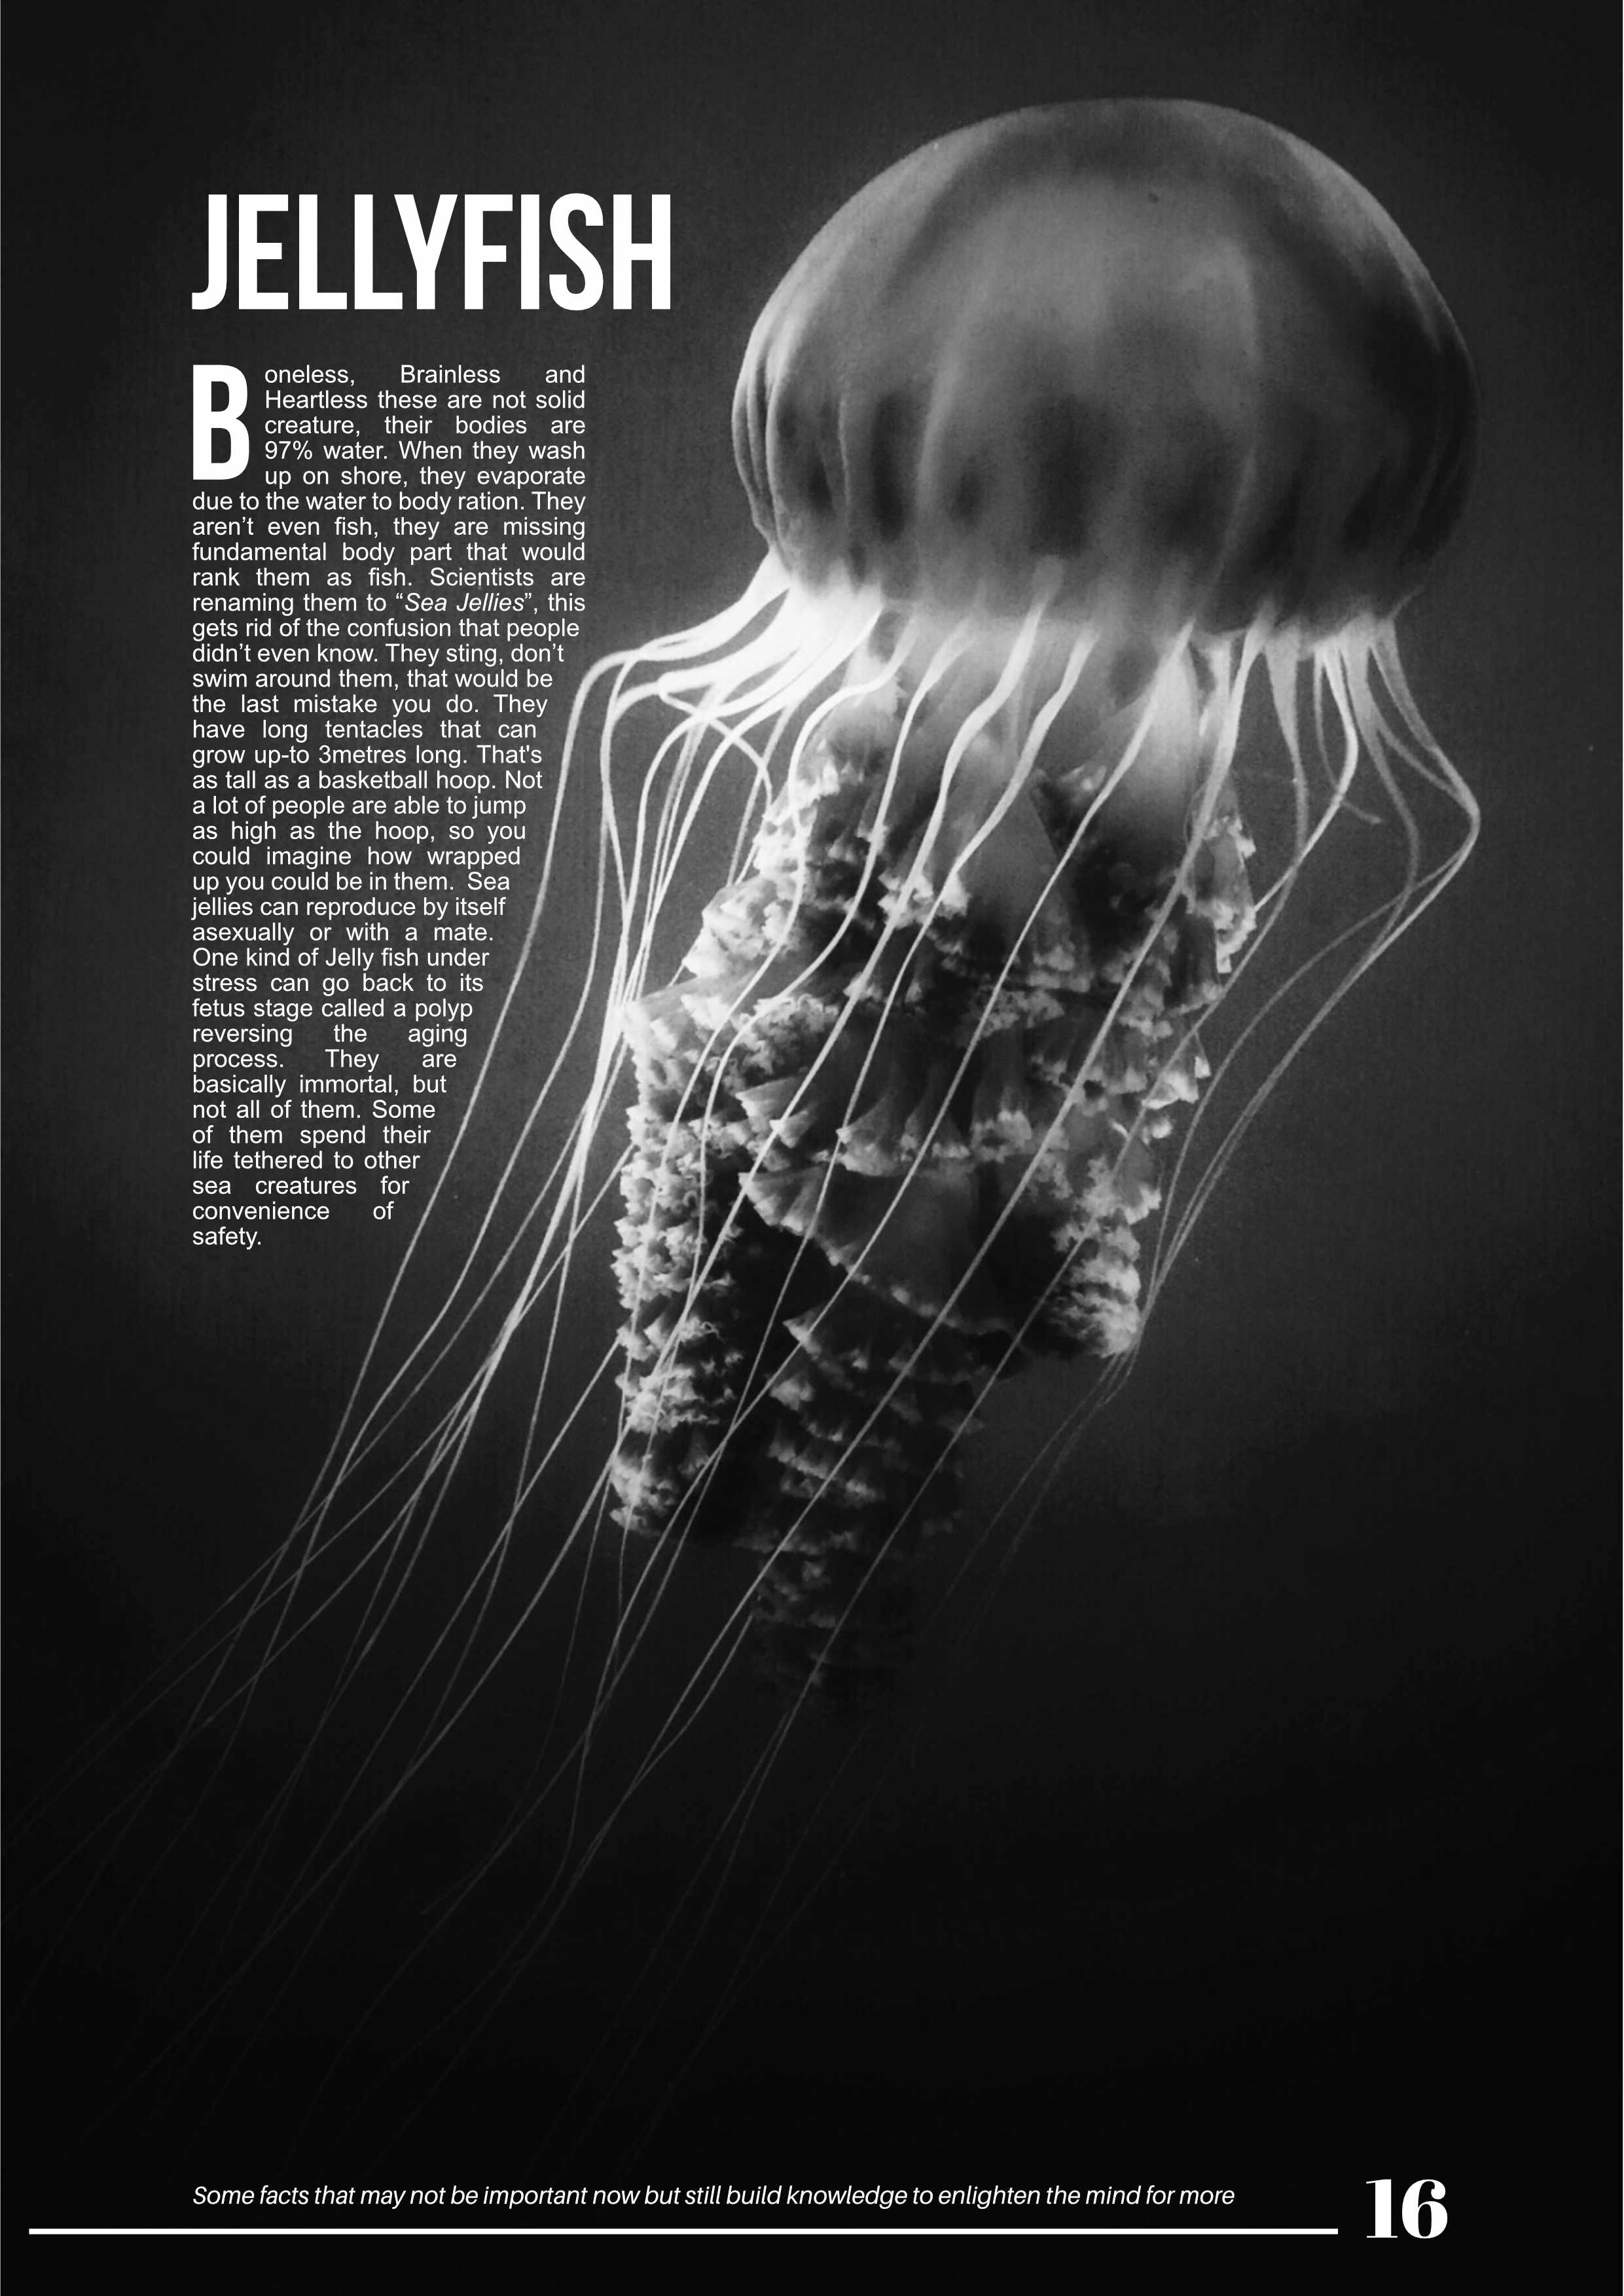 JELLYFISH
Boneless, Brainless and
Heartless these are not solid
creature, their bodies are
97% water. When they wash
up on shore, they evaporate
due to the water to body ration. They
aren’t even fish, they are missing
fundamental body part that would
rank them as fish. Scientists are
renaming them to “Sea Jellies”, this
gets rid of the confusion that people
didn’t even know. They sting, don’t
swim around them, that would be
the last mistake you do. They
have long tentacles that can
grow up-to 3metres long. That's
as tall as a basketball hoop. Not
a lot of people are able to jump
as high as the hoop, so you
could imagine how wrapped
up you could be in them. Sea
jellies can reproduce by itself
asexually or with a mate.
One kind of Jelly fish under
stress can go back to its
fetus stage called a polyp
reversing the aging
process. They are
basically immortal, but
not all of them. Some
of them spend their
life tethered to other
sea creatures for
convenience of
safety.
Some facts that may not be important now but still build knowledge to enlighten the mind for more
16